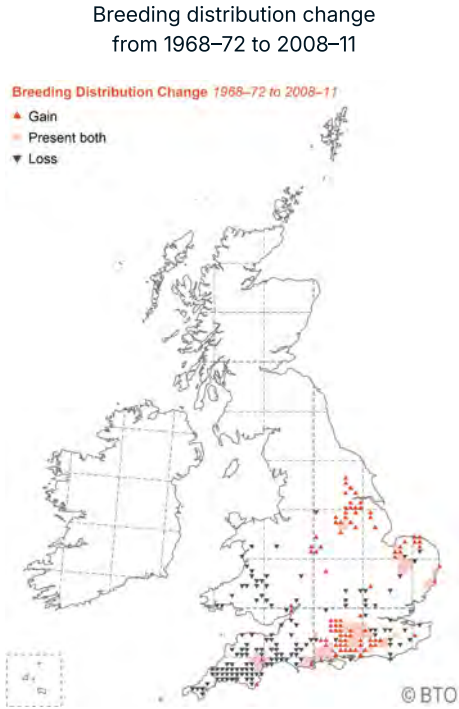 Breeding distribution change
from 1968–72 to 2008–11
Breeding Distribution Change 1968–72 to 2008–11
Gain
Present both
Loss
© BTO